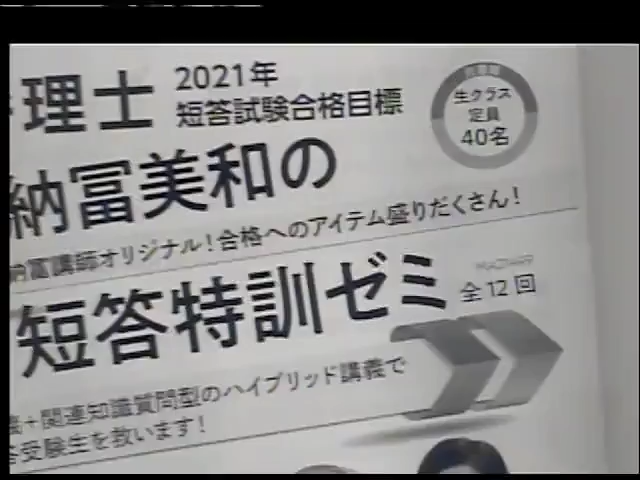 理士
2021年
短答試験合格目標
生クラス
定員
40名
納冨美和の
納冨講師オリジナル！合格へのアイテム盛りだくさん！
短答特訓ゼミ
全12回
+関連知識質問型のハイブリッド講義で
答受験生を救います！